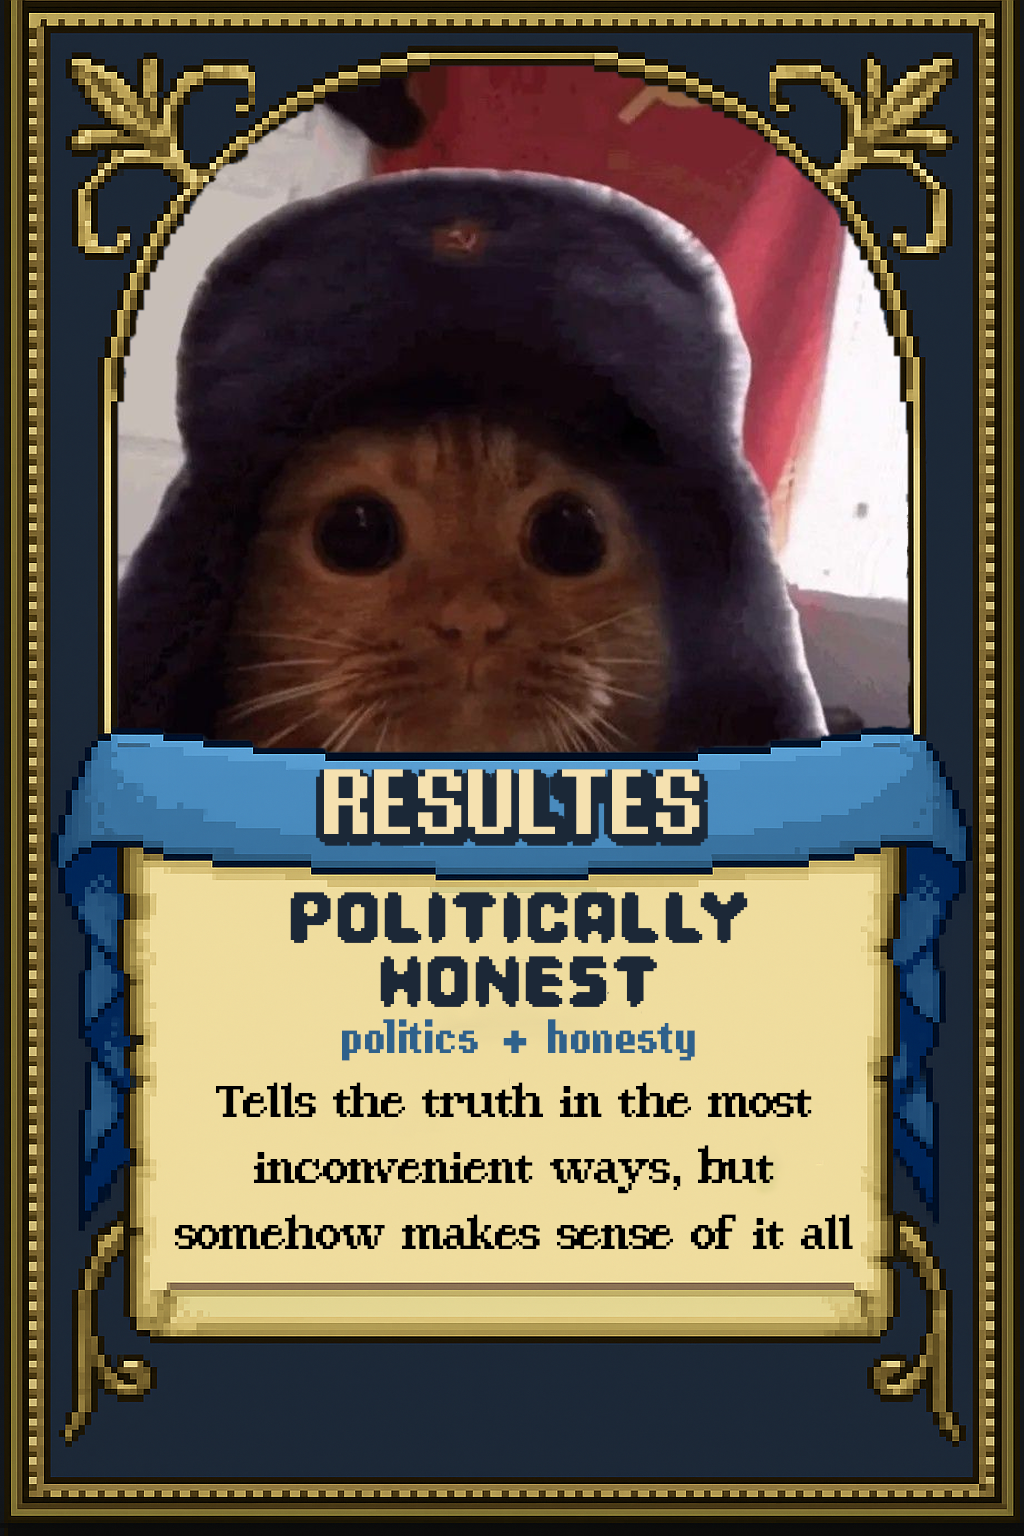 RESULTES
POLITICALLY
HONEST
politics + honesty
Tells the truth in the most
inconvenient ways, but
somehow makes sense of it all